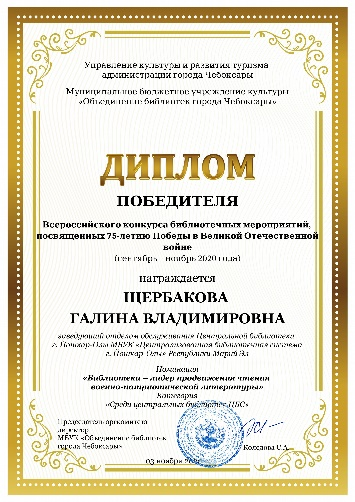 Управление культуры и развития туризма
администрации города Чебоксары
Муниципальное бюджетное учреждение культуры
«Объединение библиотек города Чебоксары»
ДИПЛОМ
ПОБЕДИТЕЛЯ
Всероссийского конкурса библиотечных мероприятий,
посвященных 75-летию Победы в Великой Отечественной
войне
(сентябрь - ноябрь 2020 года)
награждается
ЩЕРБАКОВА
ГАЛИНА ВЛАДИМИРОВНА
заведующий отделом обслуживания Центральной библиотеки
г. Йошкар-Олы МБУК «Централизованная библиотечная система
г. Йошкар-Олы» Республики Марий Эл
Номинация
«Библиотека – лидер продвижения чтения
военно-патриотической литературы»
Категория
«Среди центральных библиотек ЦБС»
Председатель оргкомитета
директор
МБУК «Объединение библиотек
города Чебоксары»
С.А.
03 ноября